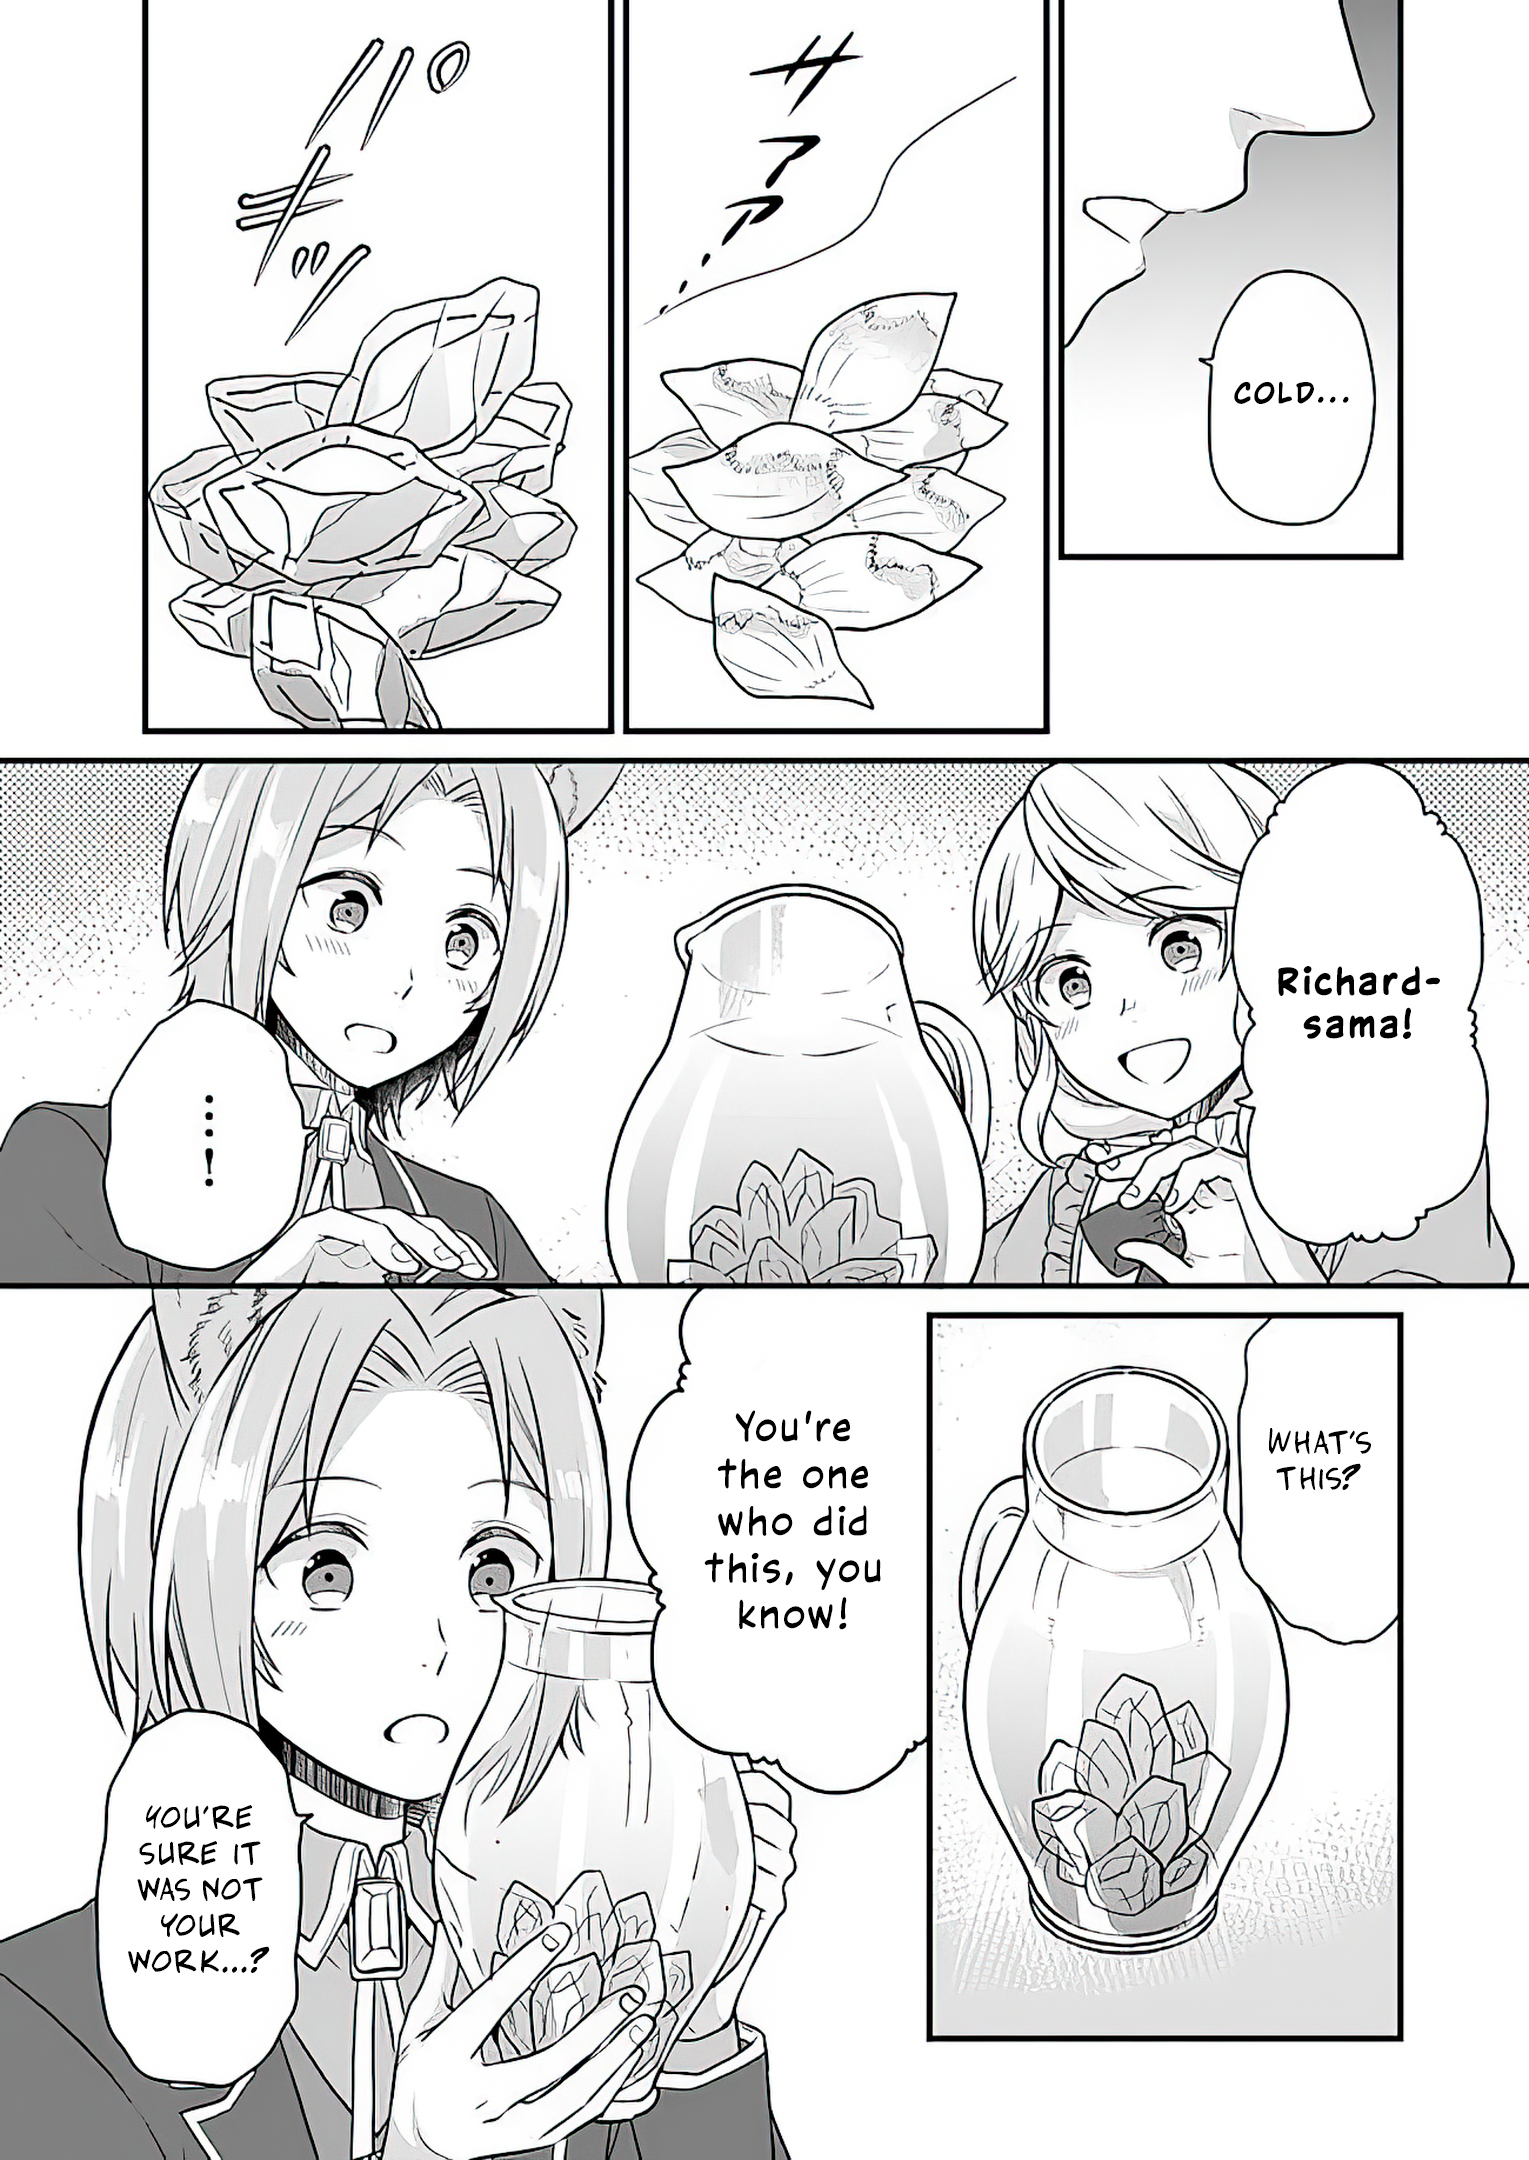 COLD...
サァァ...
パキッ
Richard-
sama!
...!
WHAT'S
THIS?
You're
the one
who did
this, you
know!
YOU'RE
SURE IT
WAS NOT
YOUR
WORK...?